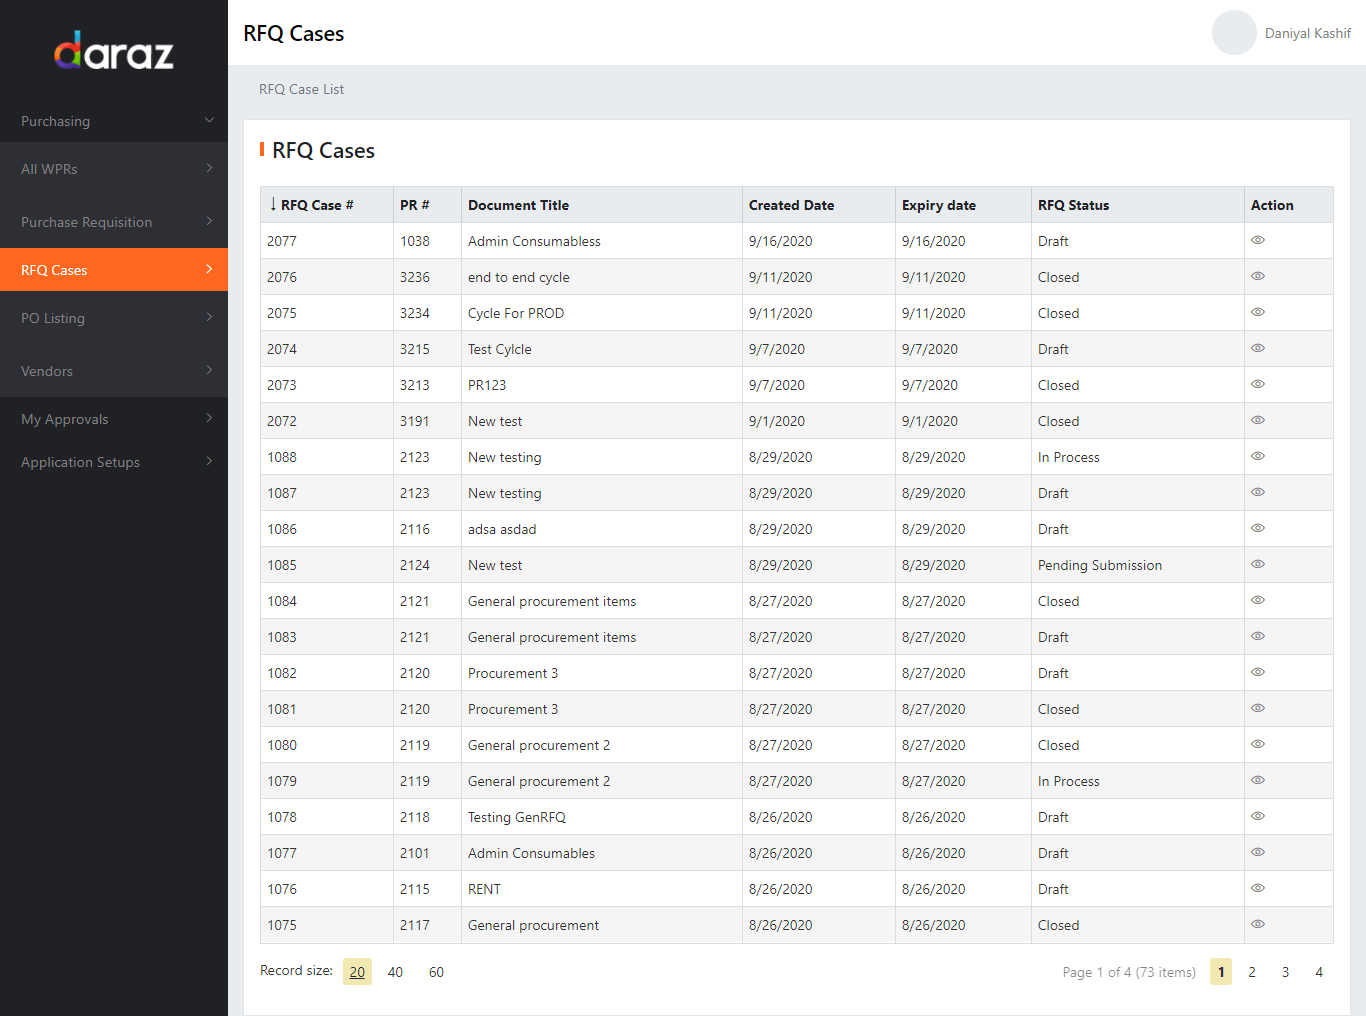 daraz
RFQ Cases
Daniyal Kashif
RFQ Case List
Purchasing
All WPRs
Purchase Requisition
RFQ Cases
PO Listing
Vendors
My Approvals
Application Setups
RFQ Cases
↓ RFQ Case # PR # Document Title Created Date Expiry date RFQ Status Action
2077 1038 Admin Consumabless 9/16/2020 9/16/2020 Draft
2076 3236 end to end cycle 9/11/2020 9/11/2020 Closed
2075 3234 Cycle For PROD 9/11/2020 9/11/2020 Closed
2074 3215 Test Cylcle 9/7/2020 9/7/2020 Draft
2073 3213 PR123 9/7/2020 9/7/2020 Closed
2072 3191 New test 9/1/2020 9/1/2020 Closed
1088 2123 New testing 8/29/2020 8/29/2020 In Process
1087 2123 New testing 8/29/2020 8/29/2020 Draft
1086 2116 adsa asdad 8/29/2020 8/29/2020 Draft
1085 2124 New test 8/29/2020 8/29/2020 Pending Submission
1084 2121 General procurement items 8/27/2020 8/27/2020 Closed
1083 2121 General procurement items 8/27/2020 8/27/2020 Draft
1082 2120 Procurement 3 8/27/2020 8/27/2020 Draft
1081 2120 Procurement 3 8/27/2020 8/27/2020 Closed
1080 2119 General procurement 2 8/27/2020 8/27/2020 Closed
1079 2119 General procurement 2 8/27/2020 8/27/2020 In Process
1078 2118 Testing GenRFQ 8/26/2020 8/26/2020 Draft
1077 2101 Admin Consumables 8/26/2020 8/26/2020 Draft
1076 2115 RENT 8/26/2020 8/26/2020 Draft
1075 2117 General procurement 8/26/2020 8/26/2020 Closed
Record size: 20 40 60 Page 1 of 4 (73 items) 1 2 3 4